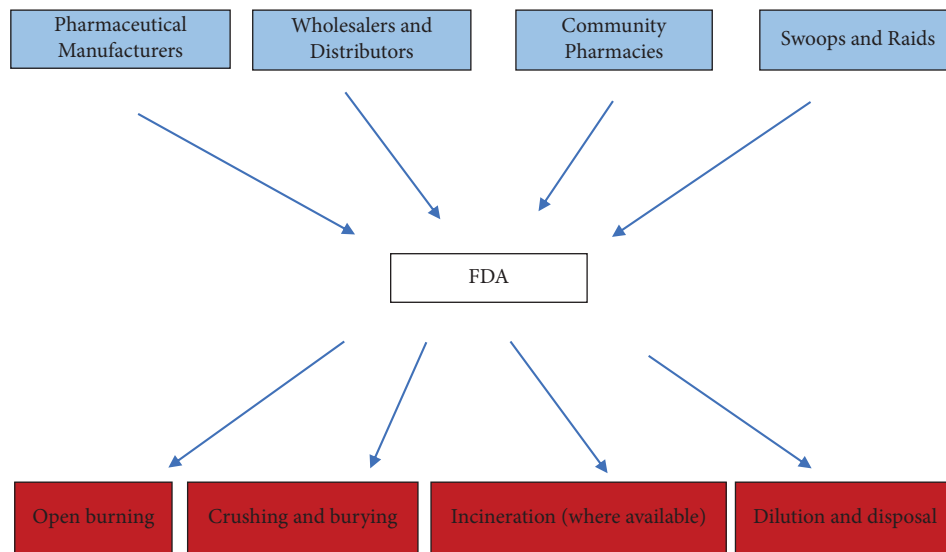 Pharmaceutical
Manufacturers
Wholesalers and
Distributors
Community
Pharmacies
Swoops and Raids
FDA
Open burning
Crushing and burying
Incineration (where available)
Dilution and disposal